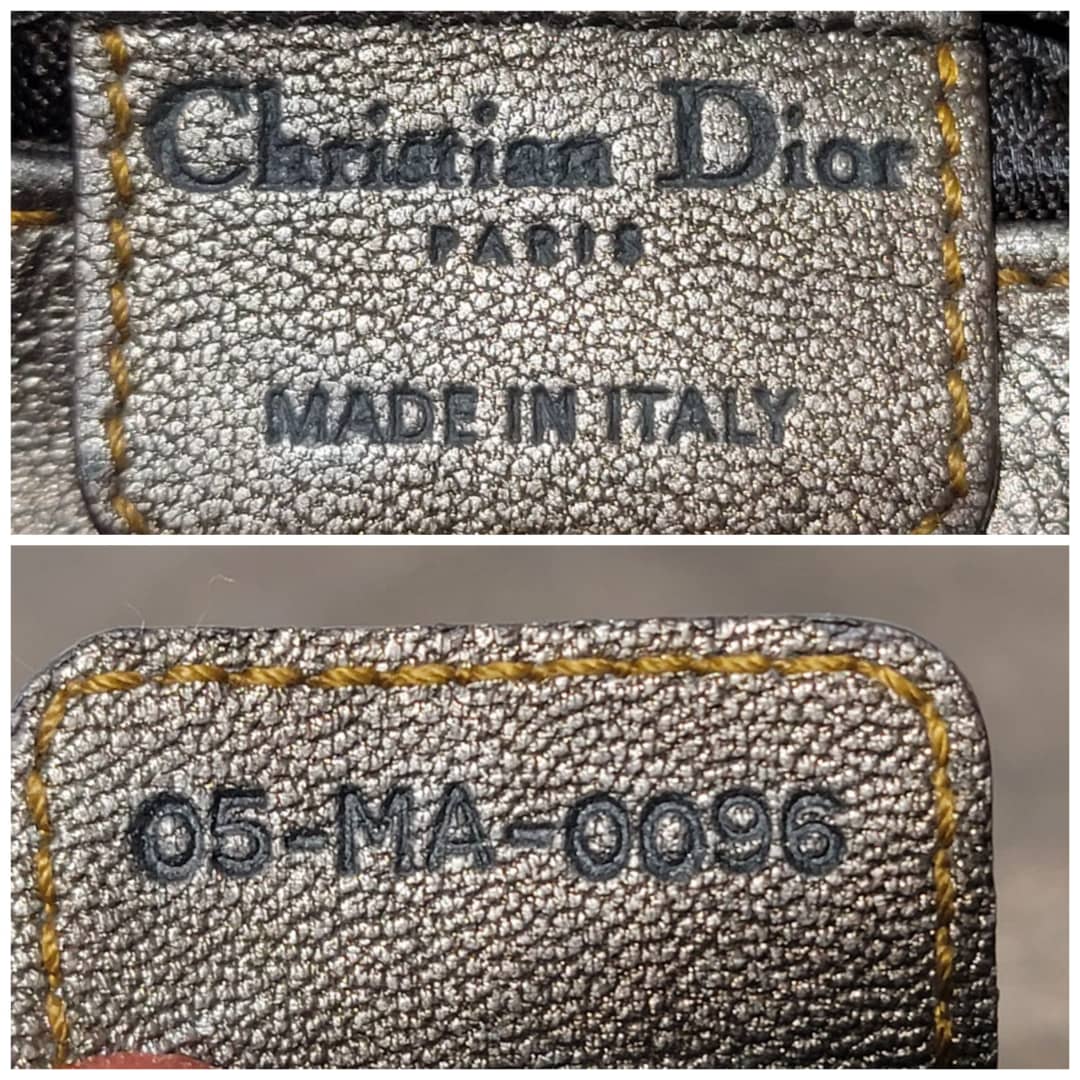 Christian Dior
PARIS
MADE IN ITALY
05-MA-0096